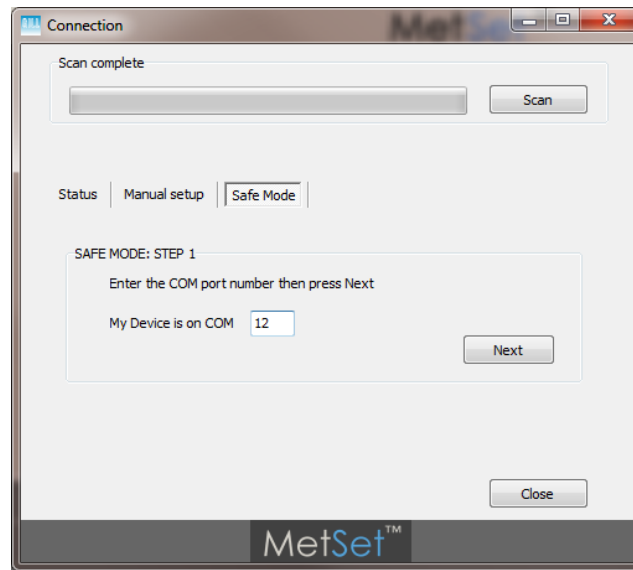 Connection
MetSet
Scan complete
Scan
Status
Manual setup
Safe Mode
SAFE MODE: STEP 1
Enter the COM port number then press Next
My Device is on COM 12
Next
Close
MetSet™